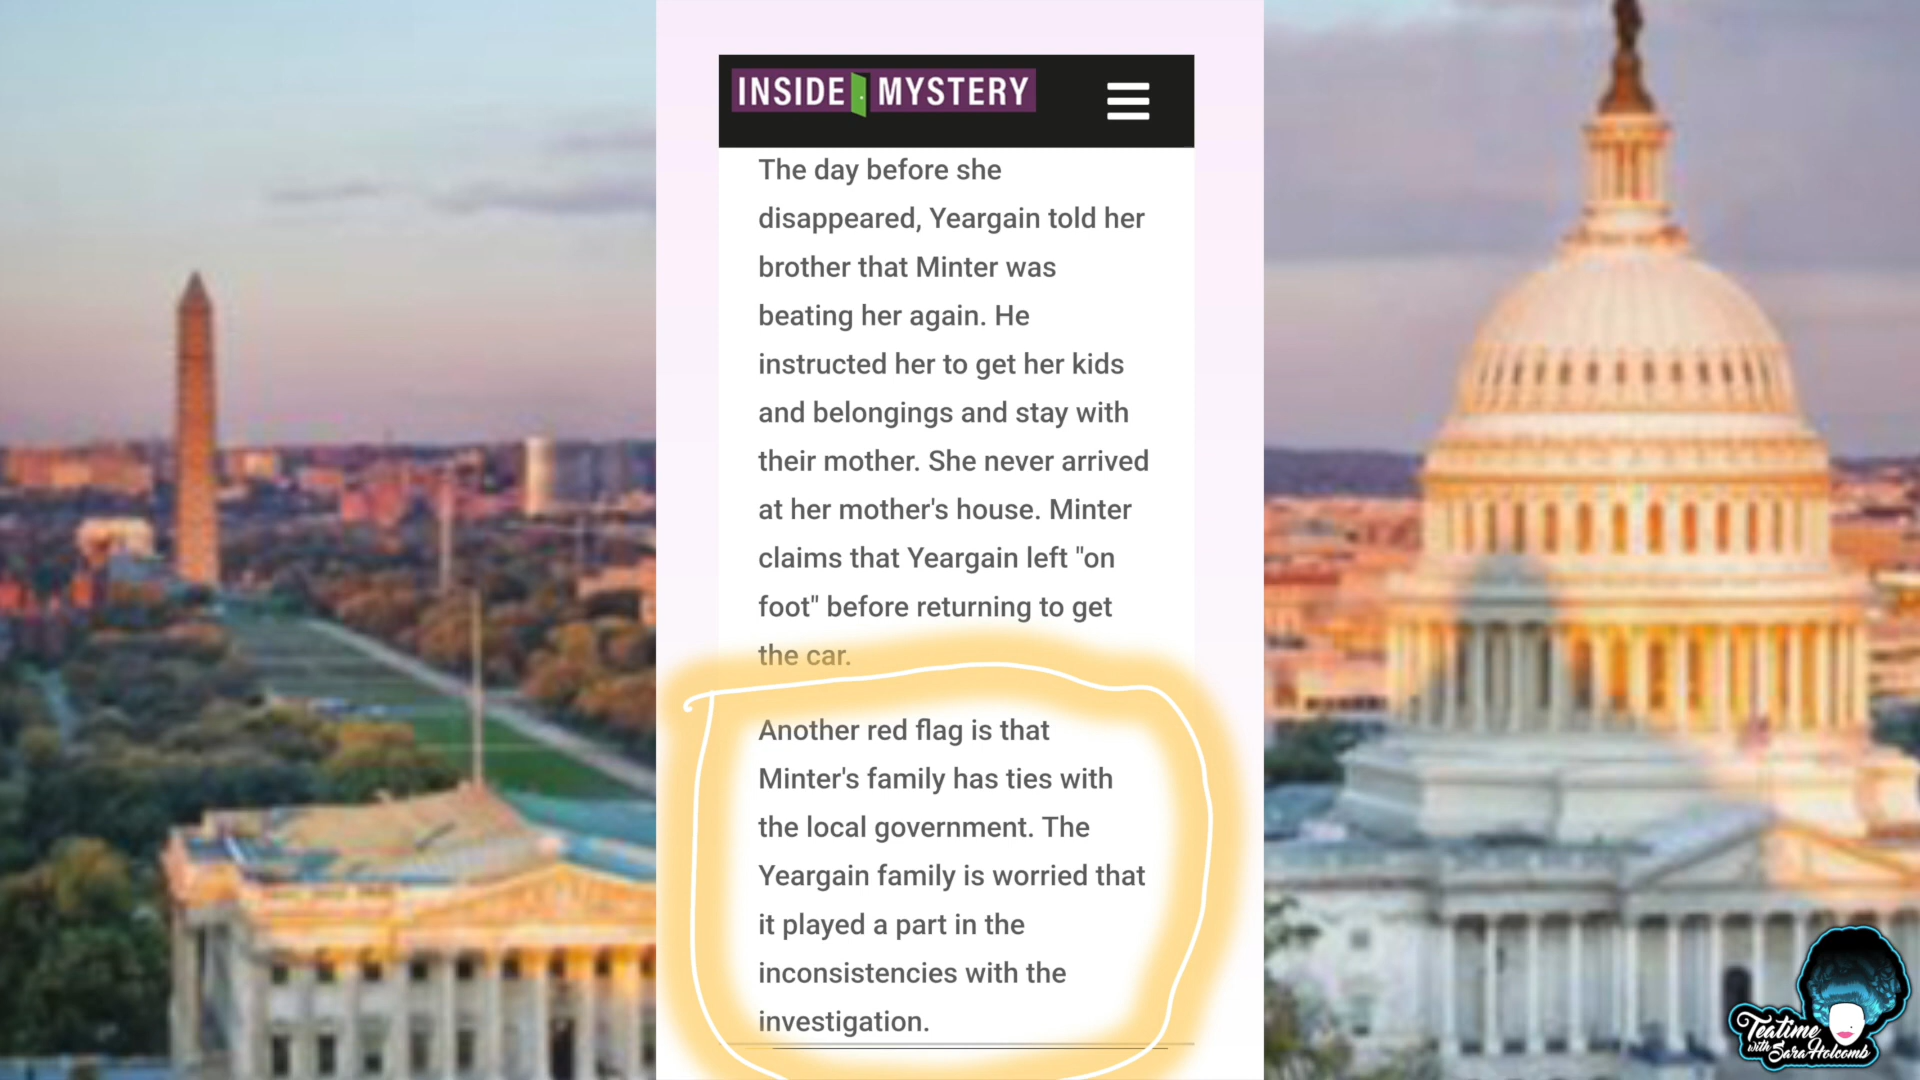 INSIDE MYSTERY
The day before she
disappeared, Yeargain told her
brother that Minter was
beating her again. He
instructed her to get her kids
and belongings and stay with
their mother. She never arrived
at her mother's house. Minter
claims that Yeargain left "on
foot" before returning to get
the car.
Another red flag is that
Minter's family has ties with
the local government. The
Yeargain family is worried that
it played a part in the
inconsistencies with the
investigation.
Teatime
with Sara Holcomb